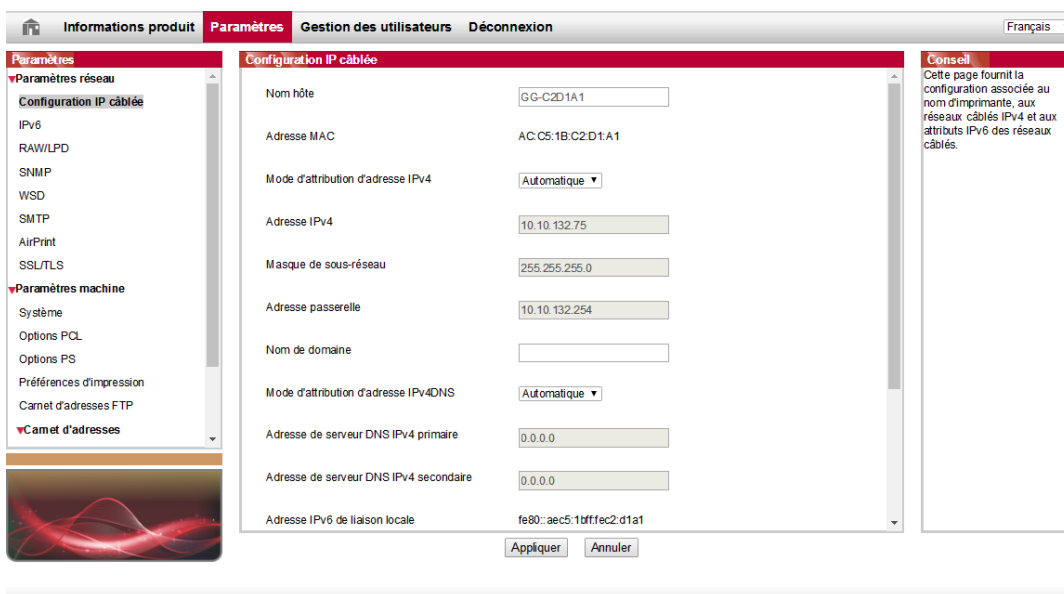 Informations produit Paramètres Gestion des utilisateurs Déconnexion Français
Paramètres
Paramètres réseau
Configuration IP câblée
IPv6
RAW/LPD
SNMP
WSD
SMTP
AirPrint
SSL/TLS
Paramètres machine
Système
Options PCL
Options PS
Préférences d'impression
Carnet d'adresses FTP
Carnet d'adresses
Configuration IP câblée
Nom hôte GG-C2D1A1
Adresse MAC AC:C5:1B:C2:D1:A1
Mode d'attribution d'adresse IPv4 Automatique
Adresse IPv4 10.10.132.75
Masque de sous-réseau 255.255.255.0
Adresse passerelle 10.10.132.254
Nom de domaine
Mode d'attribution d'adresse IPv4DNS Automatique
Adresse de serveur DNS IPv4 primaire 0.0.0.0
Adresse de serveur DNS IPv4 secondaire 0.0.0.0
Adresse IPv6 de liaison locale fe80::aec5:1bff:fec2:d1a1
Appliquer Annuler
Conseil
Cette page fournit la
configuration associée au
nom d'imprimante, aux
réseaux câblés IPv4 et aux
attributs IPv6 des réseaux
câblés.